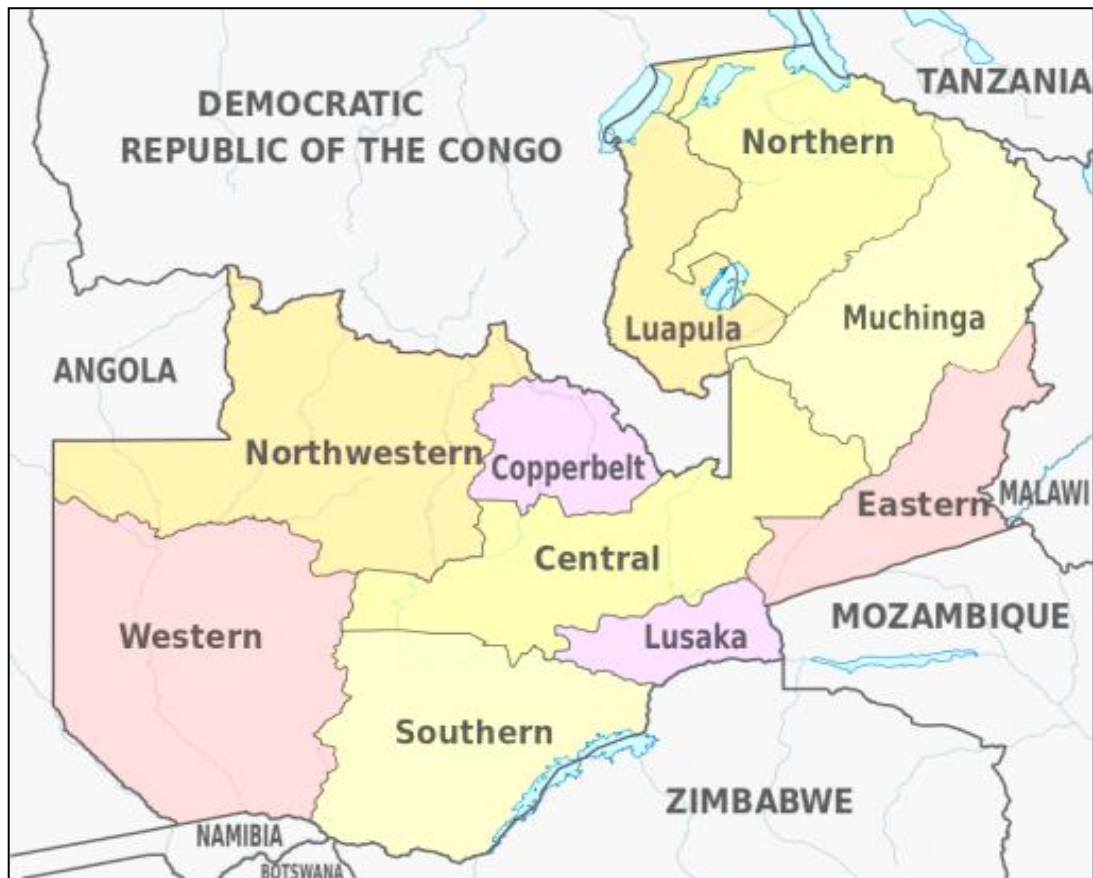 DEMOCRATIC
REPUBLIC OF THE CONGO
TANZANIA
Northern
Luapula
Muchinga
ANGOLA
Northwestern
Copperbelt
Eastern
MALAWI
Central
Western
Lusaka
MOZAMBIQUE
Southern
ZIMBABWE
NAMIBIA
BOTSWANA